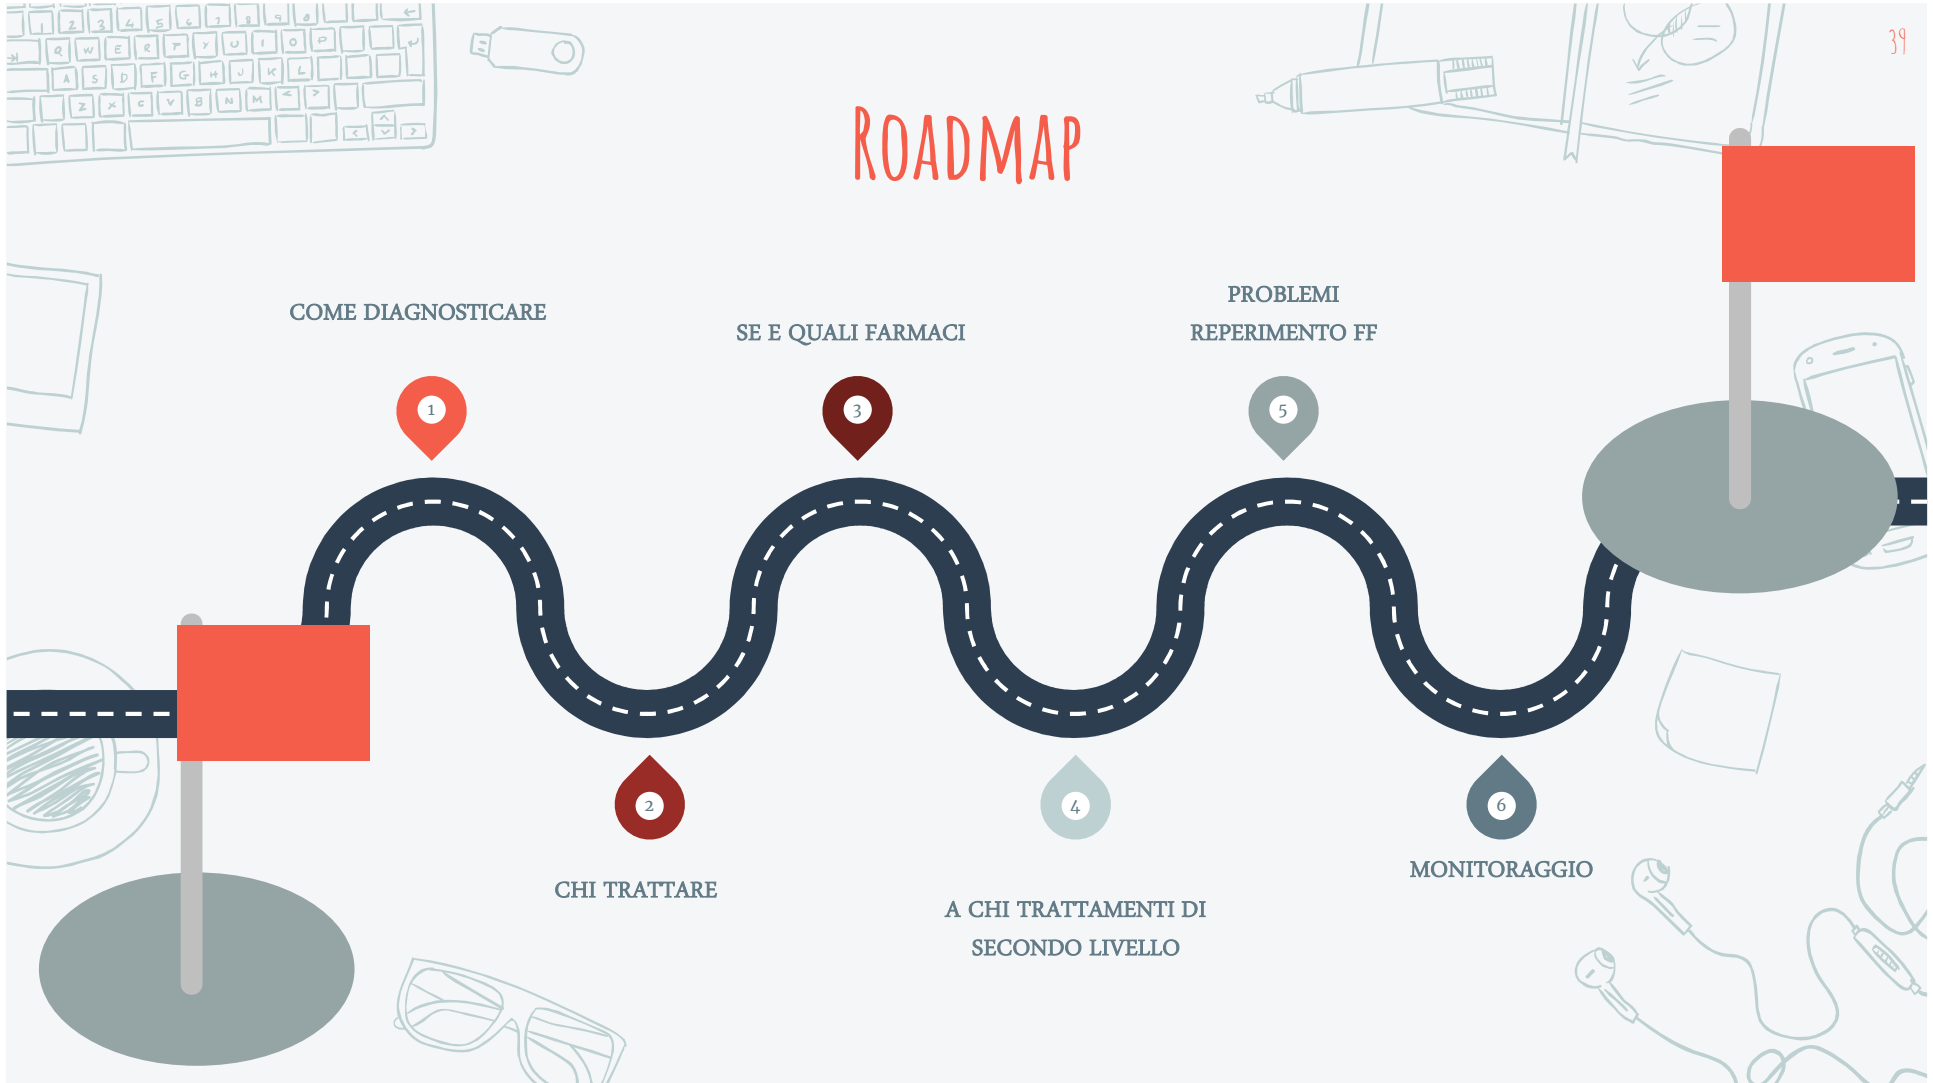 39
Roadmap
COME DIAGNOSTICARE
1
CHI TRATTARE
2
SE E QUALI FARMACI
3
A CHI TRATTAMENTI DI
SECONDO LIVELLO
4
PROBLEMI
REPERIMENTO FF
5
MONITORAGGIO
6